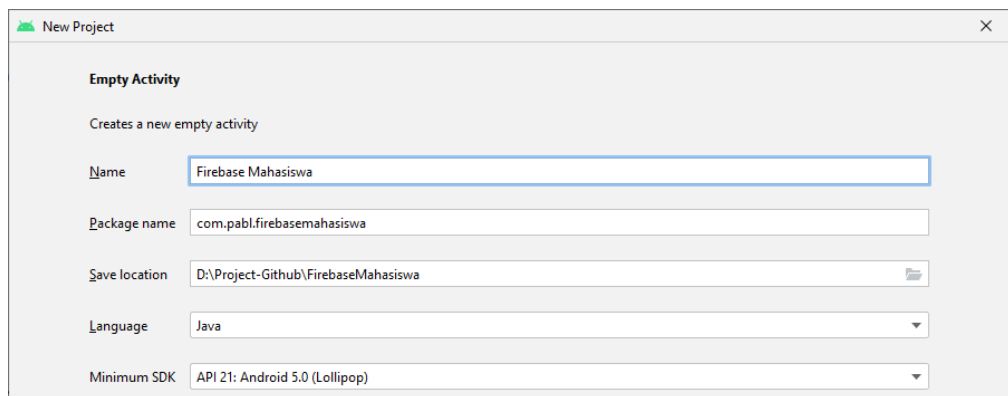 New Project
Empty Activity
Creates a new empty activity
Name Firebase Mahasiswa
Package name com.pabl.firebasemahasiswa
Save location D:\Project-Github\FirebaseMahasiswa
Language Java
Minimum SDK API 21: Android 5.0 (Lollipop)